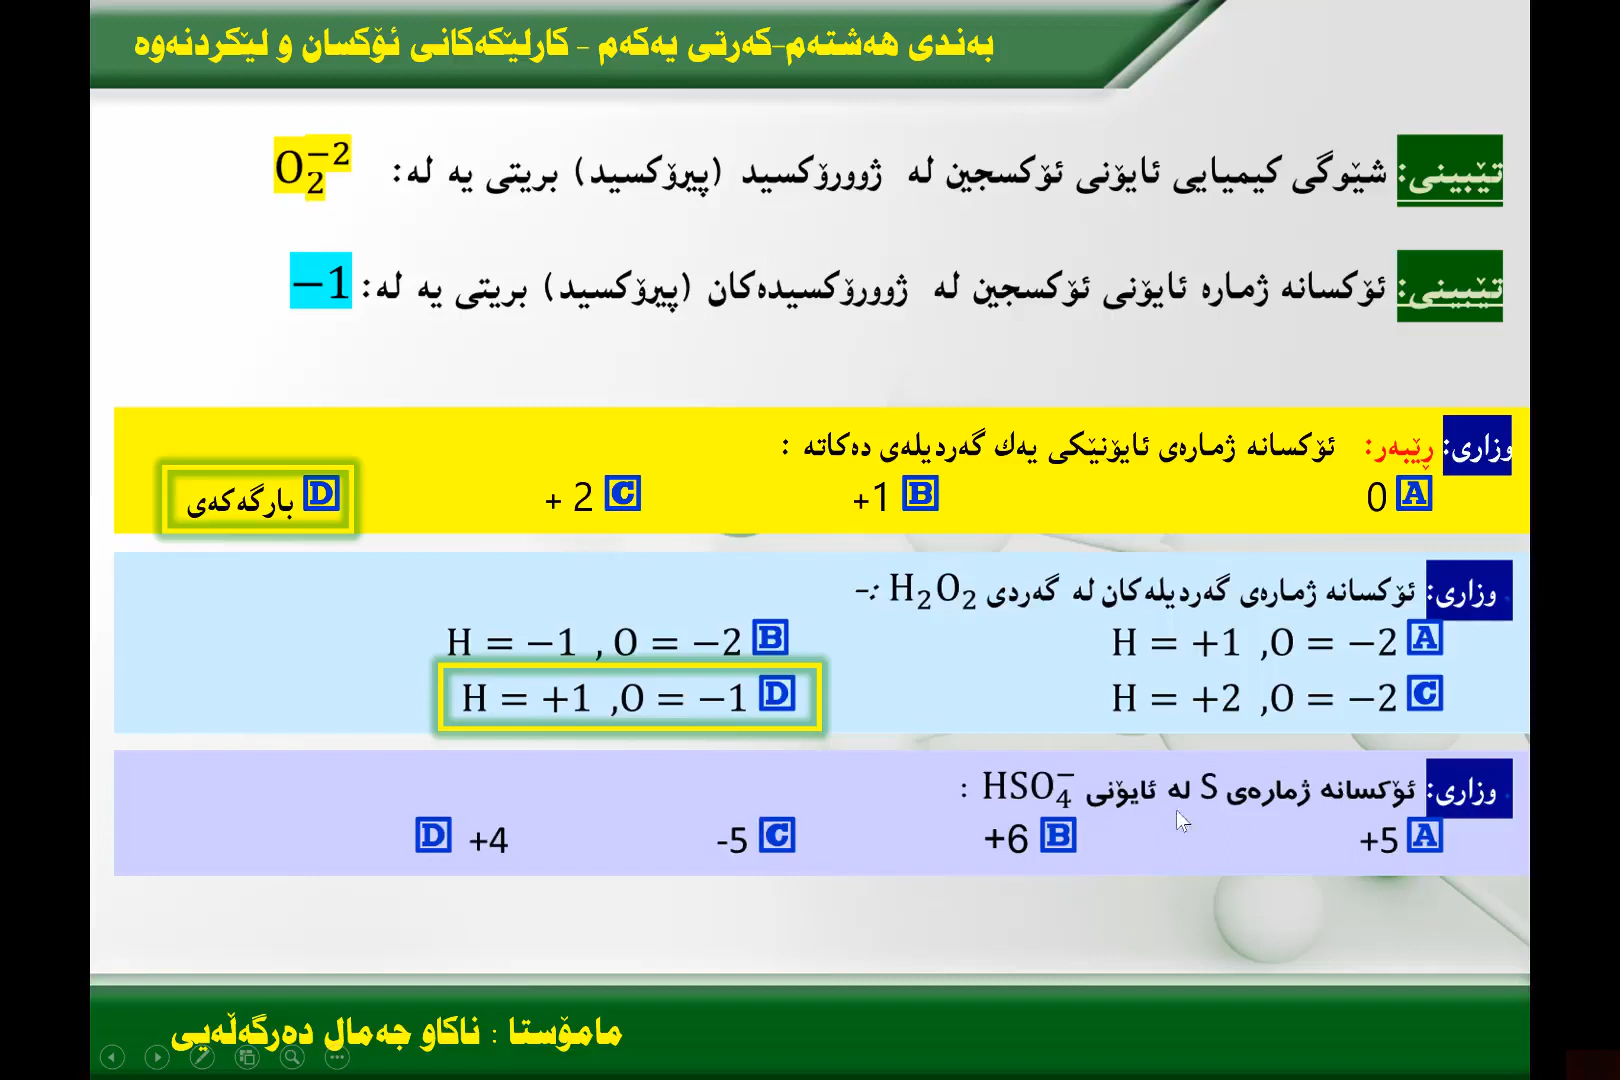 بەندی هەشتەم-کەرتی یەکەم - کارلێکەکانی ئۆکسان و لێکردنەوە
تێبینی: شێوگی کیمیایی ئایۆنی ئۆکسجین لە ژوورۆکسید (پیرۆکسید) بریتی یە لە: O₂⁻²
تێبینی: ئۆکسانە ژمارە ئایۆنی ئۆکسجین لە ژوورۆکسیدەکان (پیرۆکسید) بریتی یە لە: −1
وزاری: ڕێبەر: ئۆکسانە ژمارەی ئایۆنێکی یەك گەردیلەی دەکاتە :
A 0 B +1 C + 2 D بارگەکەی
وزاری: ئۆکسانە ژمارەی گەردیلەکان لە گەردی H₂O₂ :-
A H = +1 ,O = −2 B H = −1 , O = −2
C H = +2 ,O = −2 D H = +1 ,O = −1
وزاری: ئۆکسانە ژمارەی S لە ئایۆنی HSO₄⁻ :
A +5 B +6 C -5 D +4
مامۆستا : ئاکاو جەمال دەرگەڵەیی